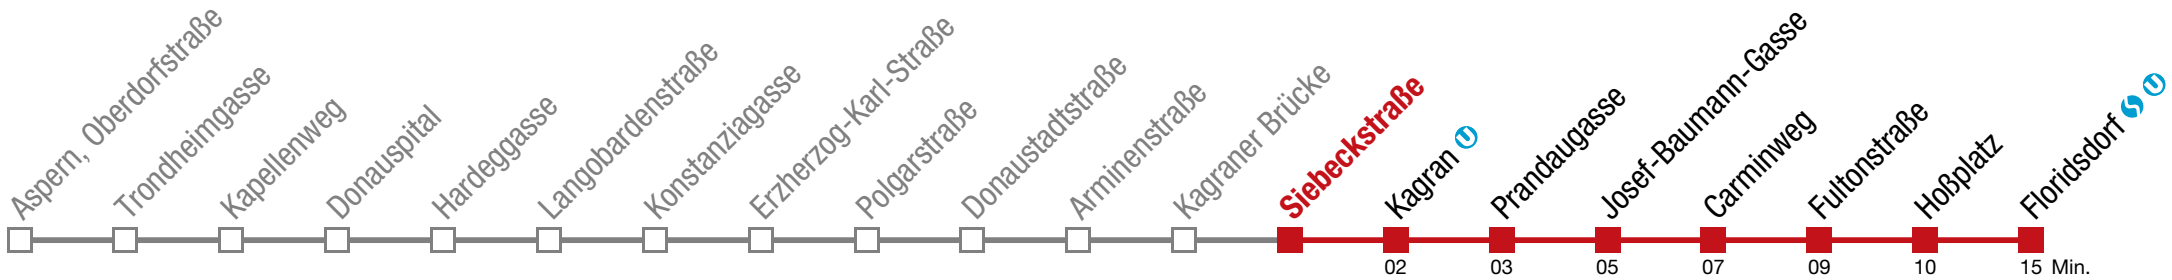 Aspern, Oberdorfstraße
Trondheimgasse
Kapellenweg
Donauspital
Hardeggasse
Langobardenstraße
Konstanziagasse
Erzherzog-Karl-Straße
Polgarstraße
Donaustadtstraße
Arminenstraße
Kagraner Brücke
Siebeckstraße
Kagran U
Prandaugasse
Josef-Baumann-Gasse
Carminweg
Fultonstraße
Hoßplatz
Floridsdorf S U
02 03 05 07 09 10 15 Min.